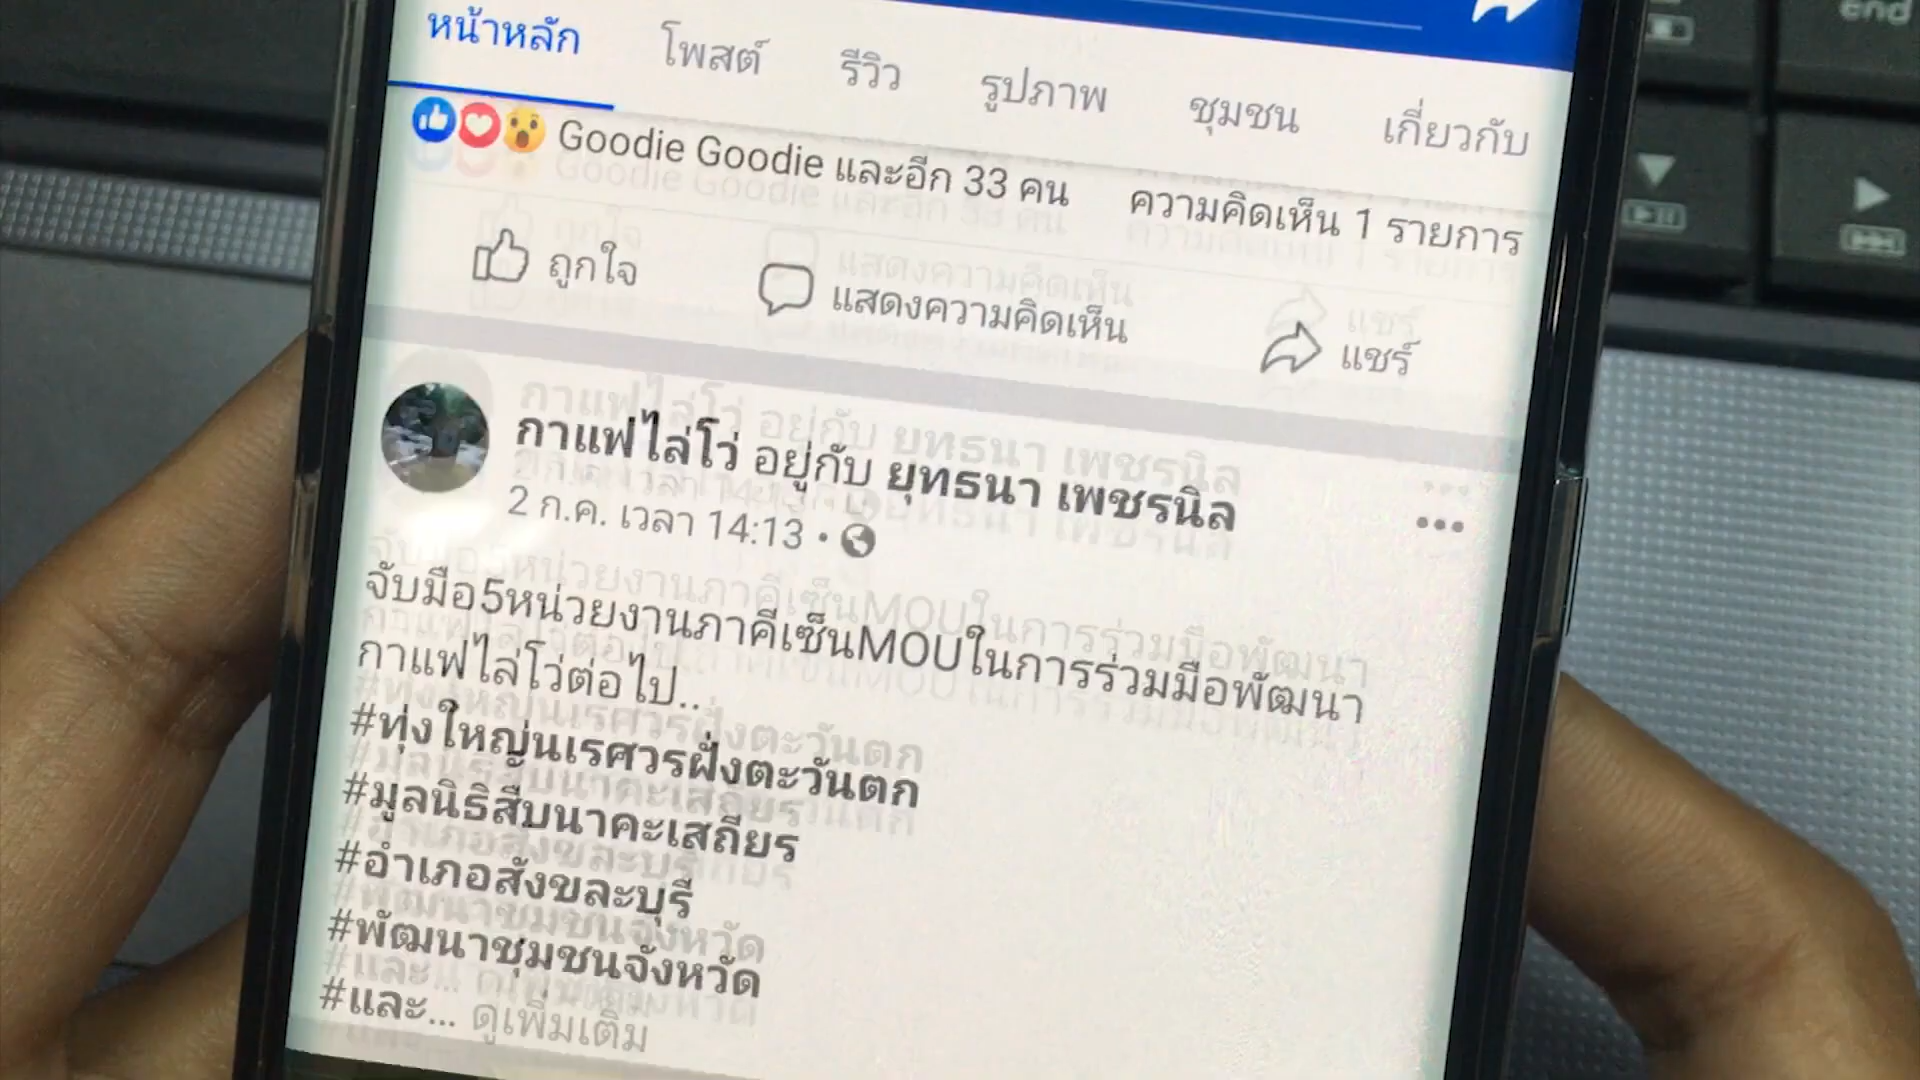 end
หน้าหลัก โพสต์ รีวิว รูปภาพ ชุมชน เกี่ยวกับ
Goodie Goodie และอีก 33 คน ความคิดเห็น 1 รายการ
ถูกใจ แสดงความคิดเห็น แชร์
กาแฟไล่โว่ อยู่กับ ยุทธนา เพชรนิล
2 ก.ค. เวลา 14:13 •
จับมือ5หน่วยงานภาคีเซ็นMOUในการร่วมมือพัฒนา
กาแฟไล่โว่ต่อไป..
#ทุ่งใหญ่นเรศวรฝั่งตะวันตก
#มูลนิธิสืบนาคะเสถียร
#อำเภอสังขละบุรี
#พัฒนาชุมชนจังหวัด
#และ... ดูเพิ่มเติม